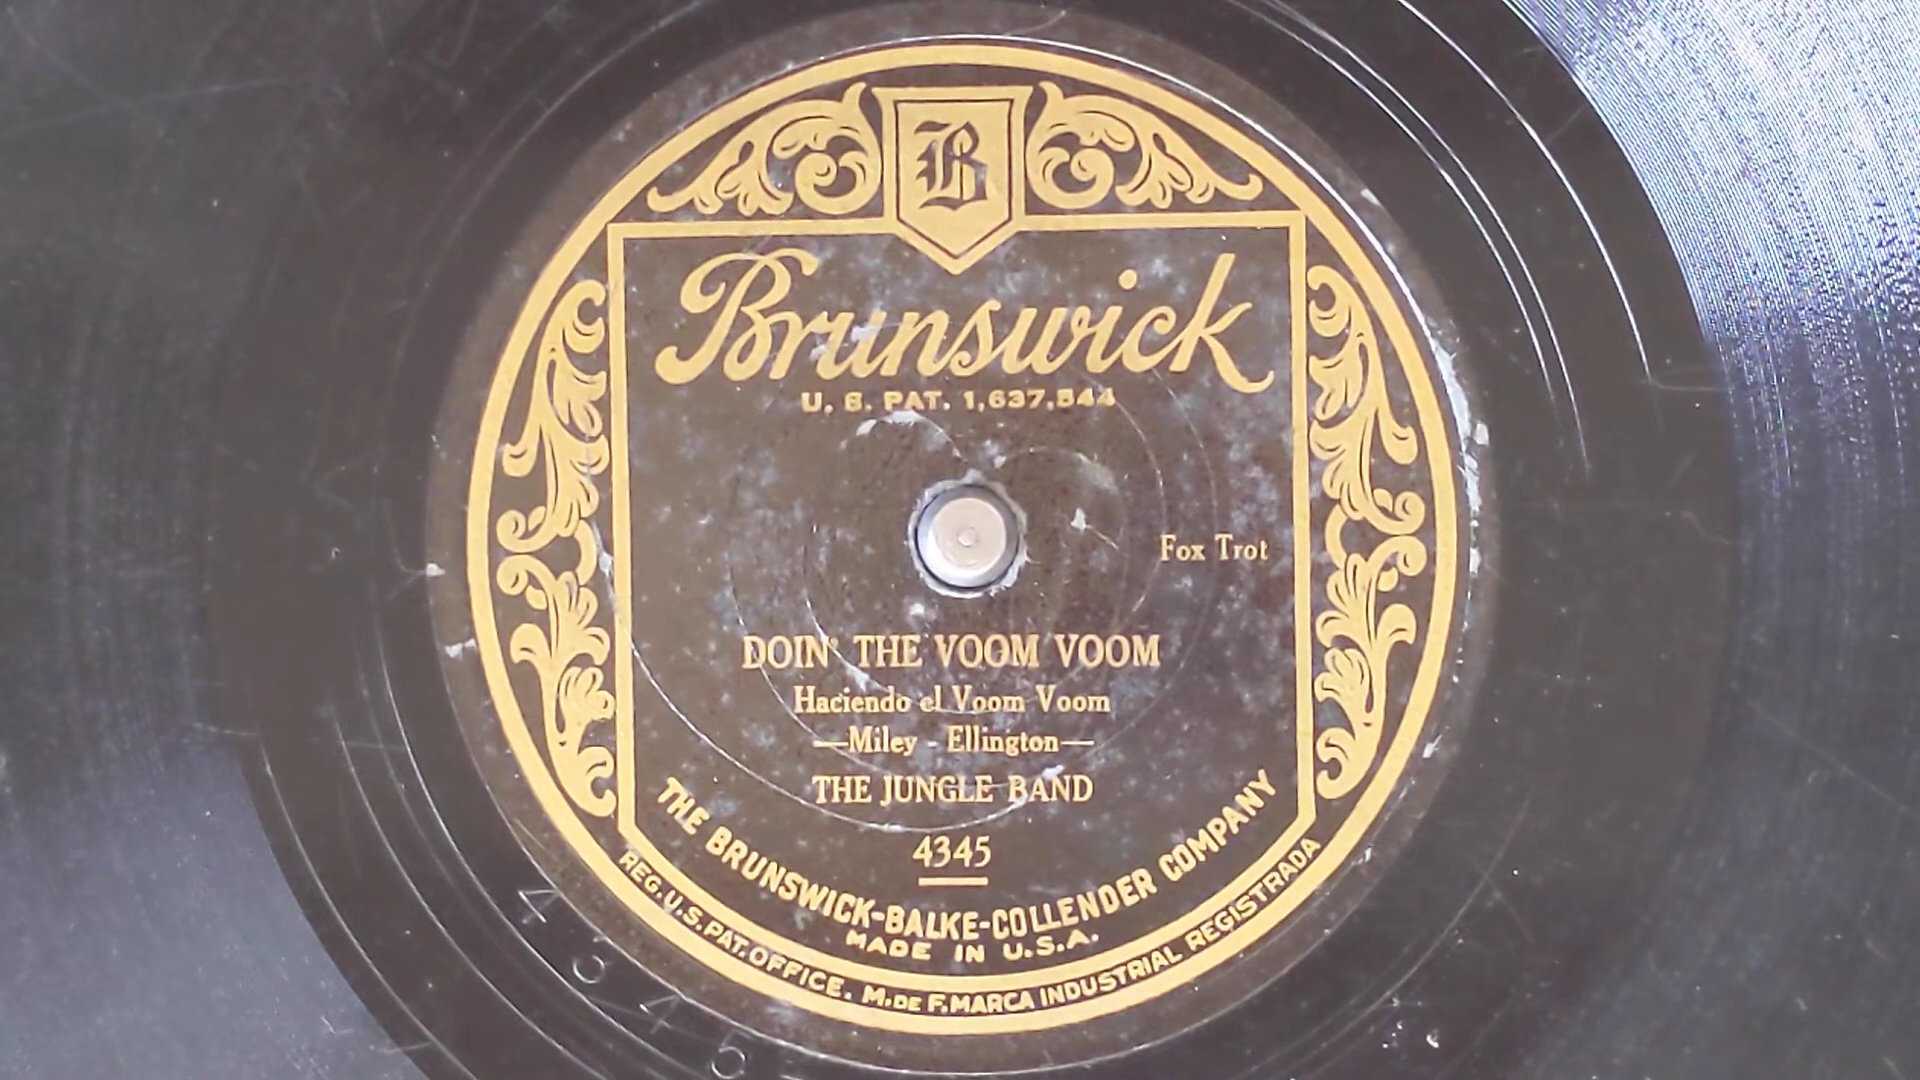 B
Brunswick
U. S. PAT. 1,637,544
Fox Trot
DOIN' THE VOOM VOOM
Haciendo el Voom Voom
—Miley - Ellington—
THE JUNGLE BAND
4345
THE BRUNSWICK-BALKE-COLLENDER COMPANY
MADE IN U.S.A.
REG. U.S. PAT. OFFICE. M. DE F. MARCA INDUSTRIAL REGISTRADA
4345